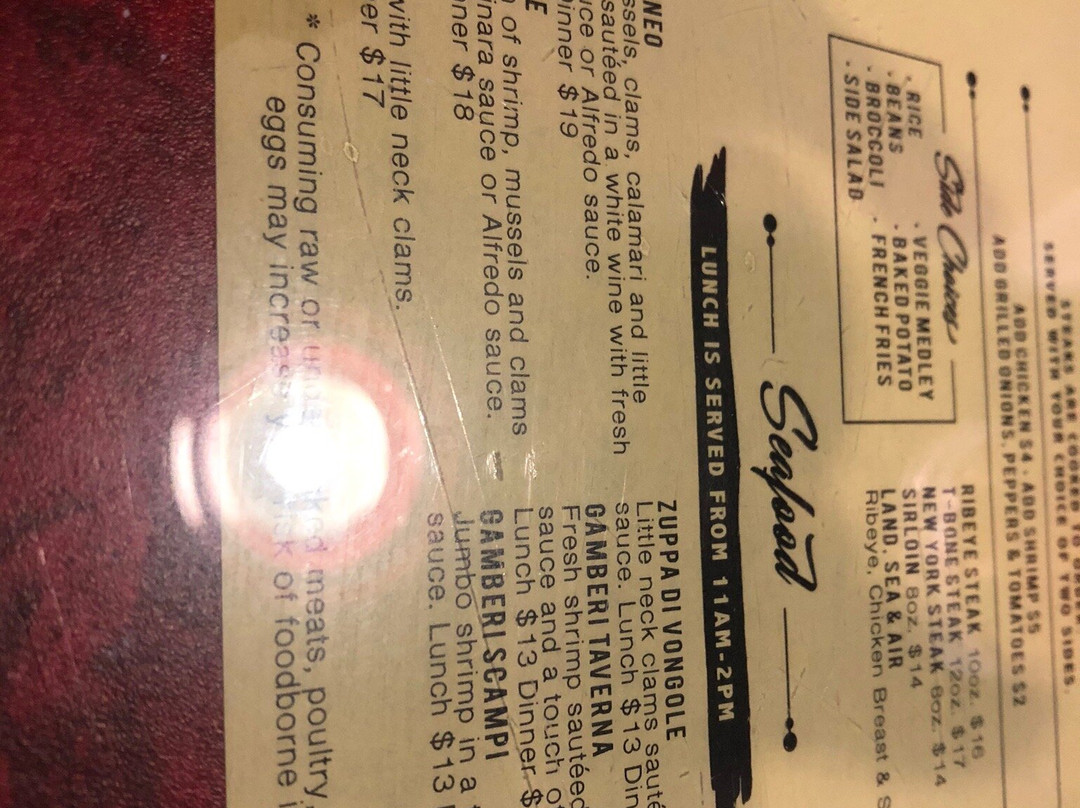 STEAKS ARE COOKED TO
SERVED WITH YOUR CHOICE OF TWO SIDES.
ADD CHICKEN $4 . ADD SHRIMP $5
ADD GRILLED ONIONS, PEPPERS & TOMATOES $2
Side Choices
. RICE
. BEANS
. BROCCOLI
. SIDE SALAD
. VEGGIE MEDLEY
. BAKED POTATO
. FRENCH FRIES
RIBEYE STEAK 10oz. $16
T-BONE STEAK 12oz. $17
NEW YORK STEAK 8oz. $14
SIRLOIN 8oz. $14
LAND, SEA & AIR
Ribeye, Chicken Breast & S
Seafood
LUNCH IS SERVED FROM 11AM-2PM
NEO
ssels, clams, calamari and little
sautéed in a white wine with fresh
uce or Alfredo sauce.
Dinner $19
E
of shrimp, mussels and clams
inara sauce or Alfredo sauce.
nner $18
with little neck clams.
er $17
ZUPPA DI VONGOLE
Little neck clams sauté
sauce. Lunch $13 Din
GAMBERI TAVERNA
Fresh shrimp sautéed
sauce and a touch of
Lunch $13 Dinner $
GAMBERI SCAMPI
Jumbo shrimp in a
sauce. Lunch $13
* Consuming raw or meats, poultry,
eggs may increase of foodborne i